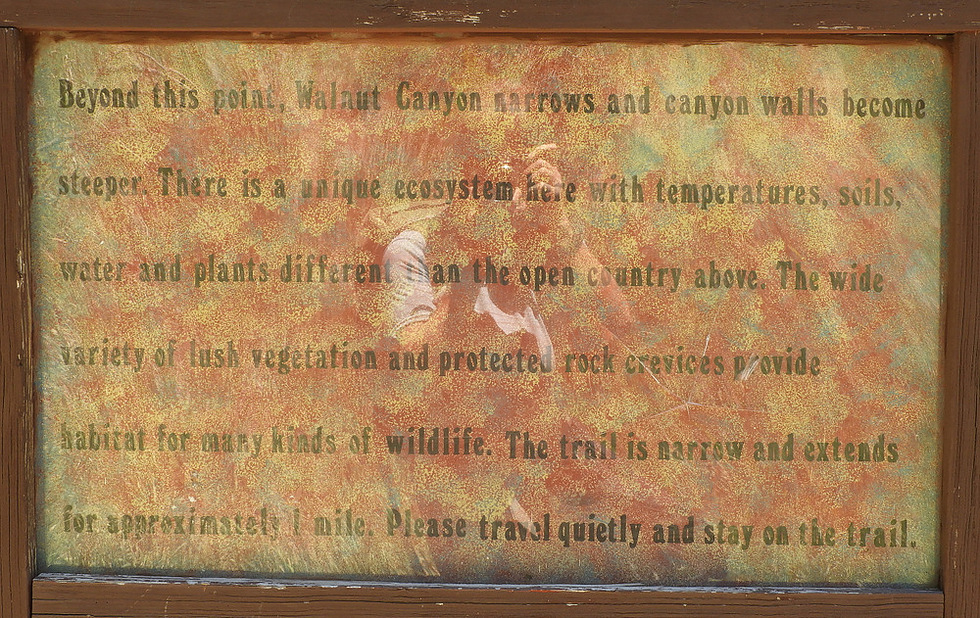 Beyond this point, Walnut Canyon narrows and canyon walls become
steeper. There is a unique ecosystem here with temperatures, soils,
water and plants different than the open country above. The wide
variety of lush vegetation and protected rock crevices provide
habitat for many kinds of wildlife. The trail is narrow and extends
for approximately 1 mile. Please travel quietly and stay on the trail.